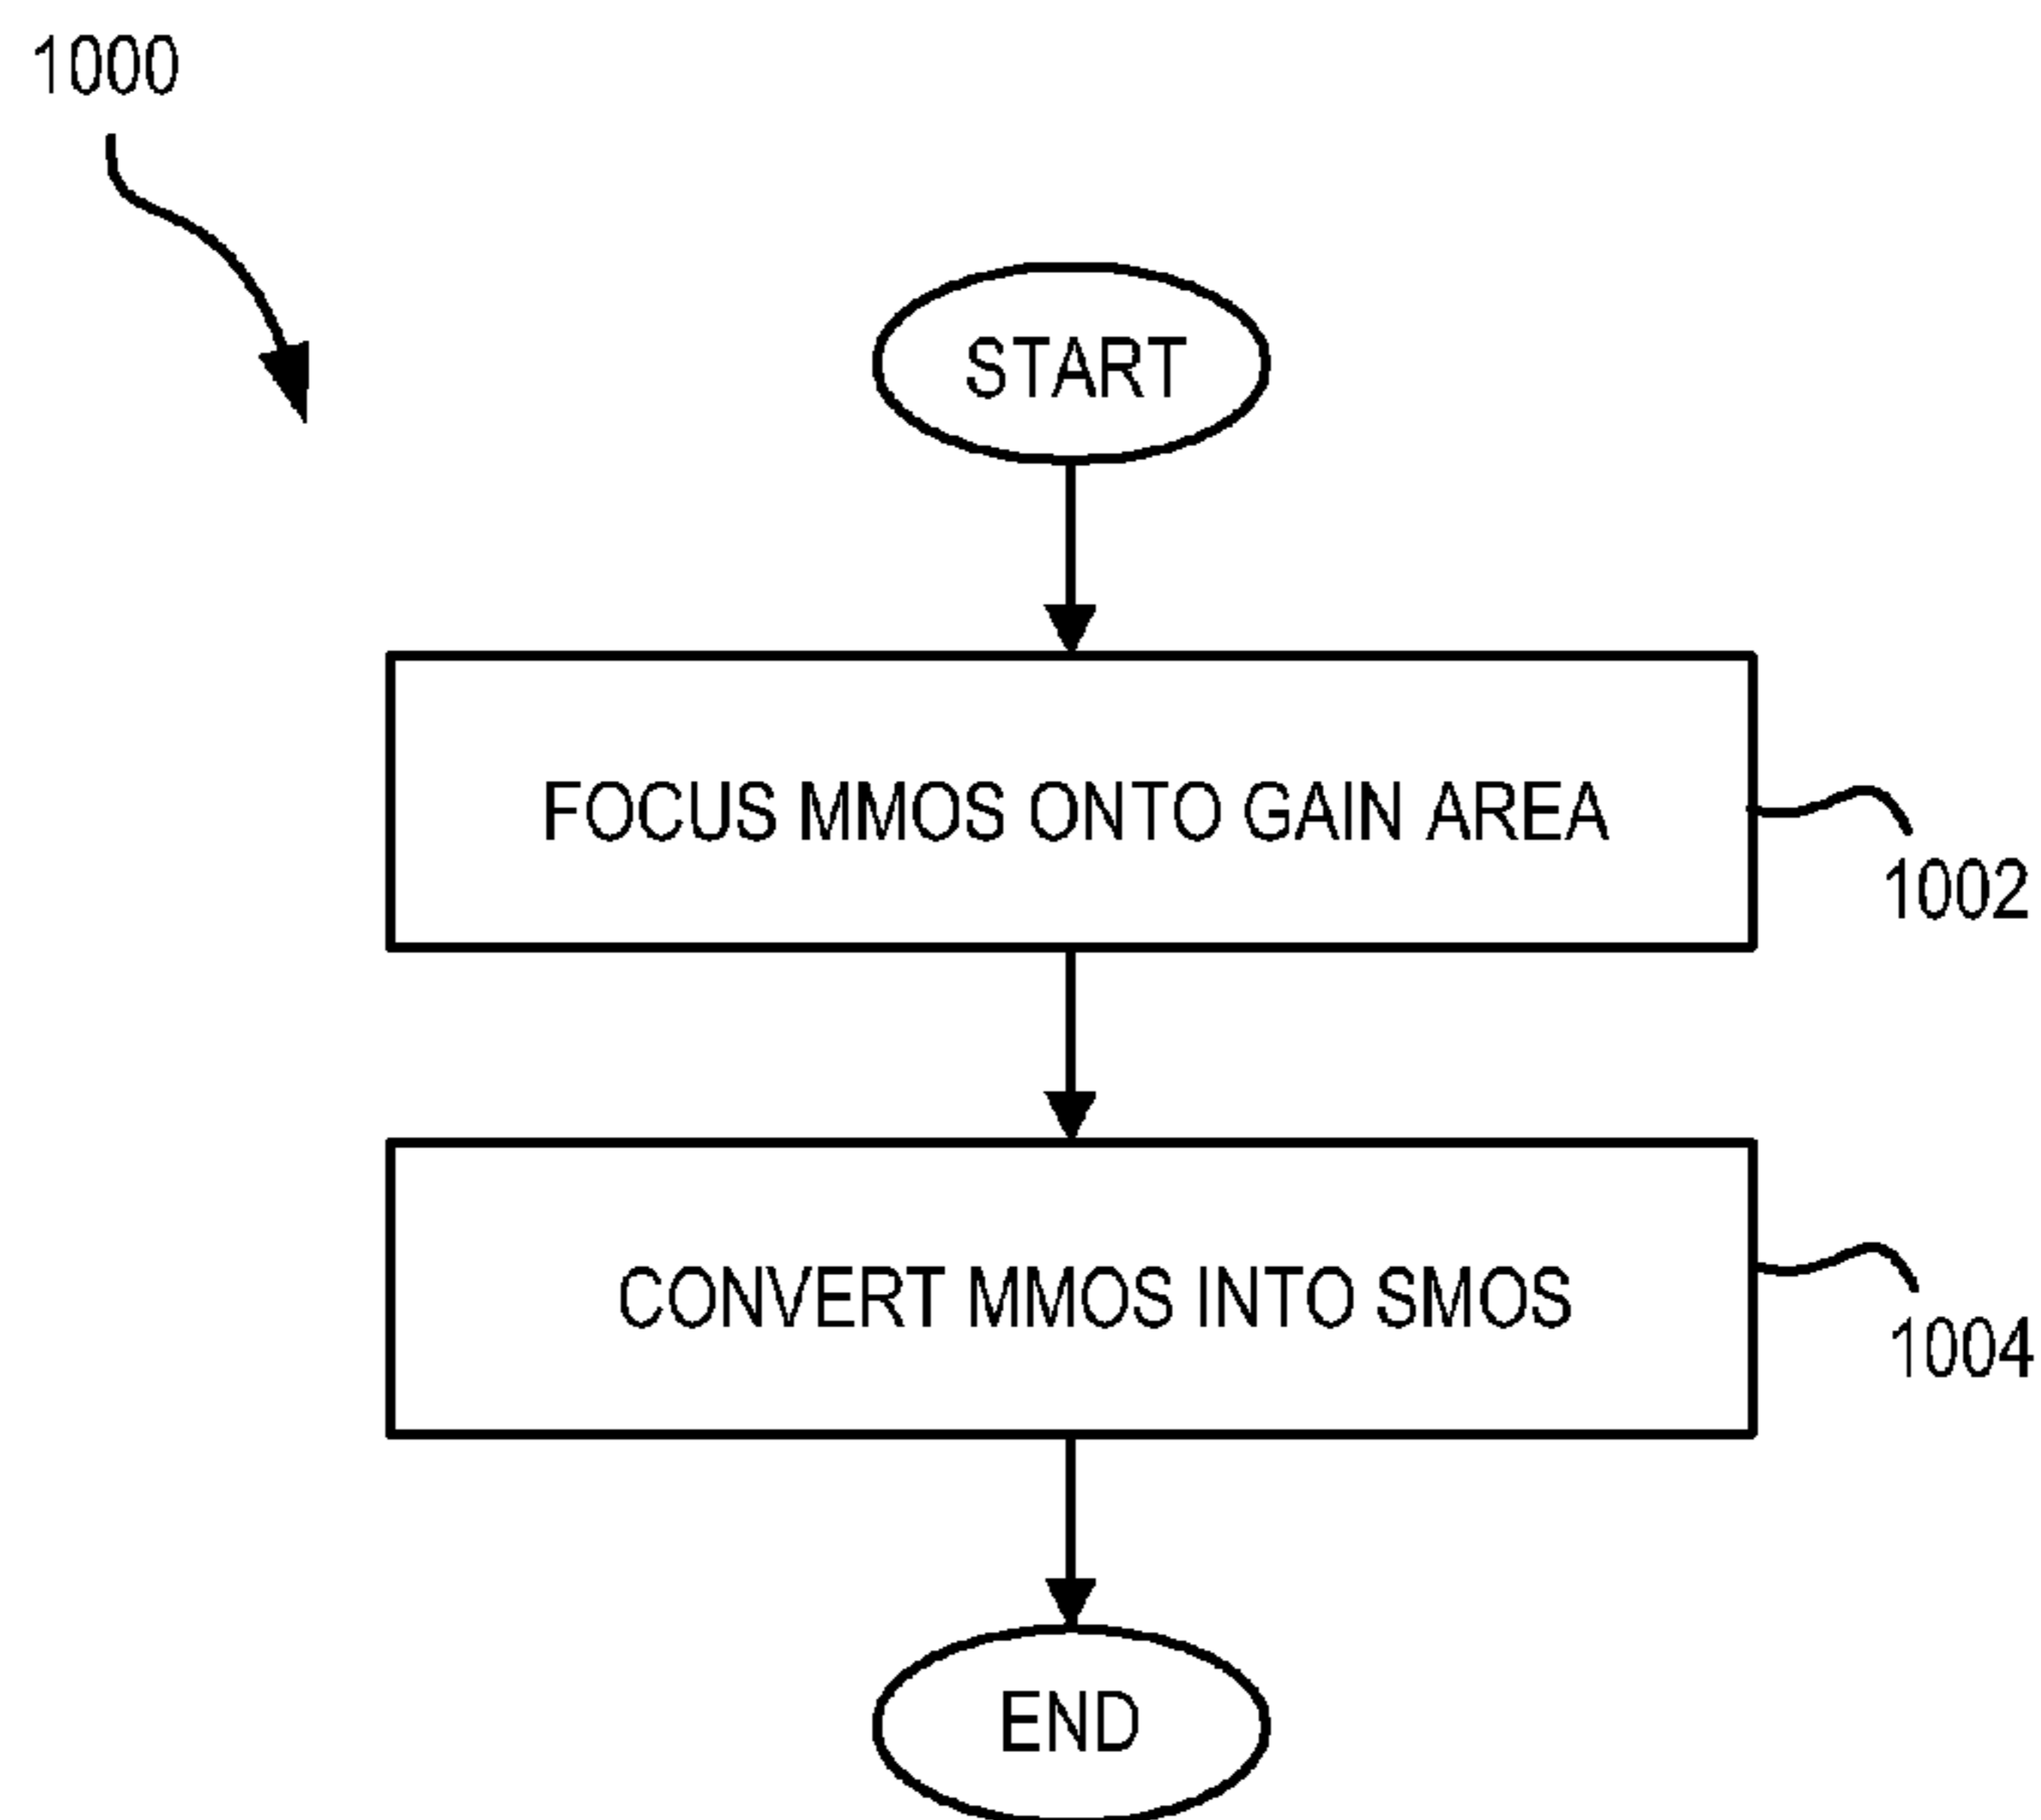 1000
START
FOCUS MMOS ONTO GAIN AREA
1002
CONVERT MMOS INTO SMOS
1004
END